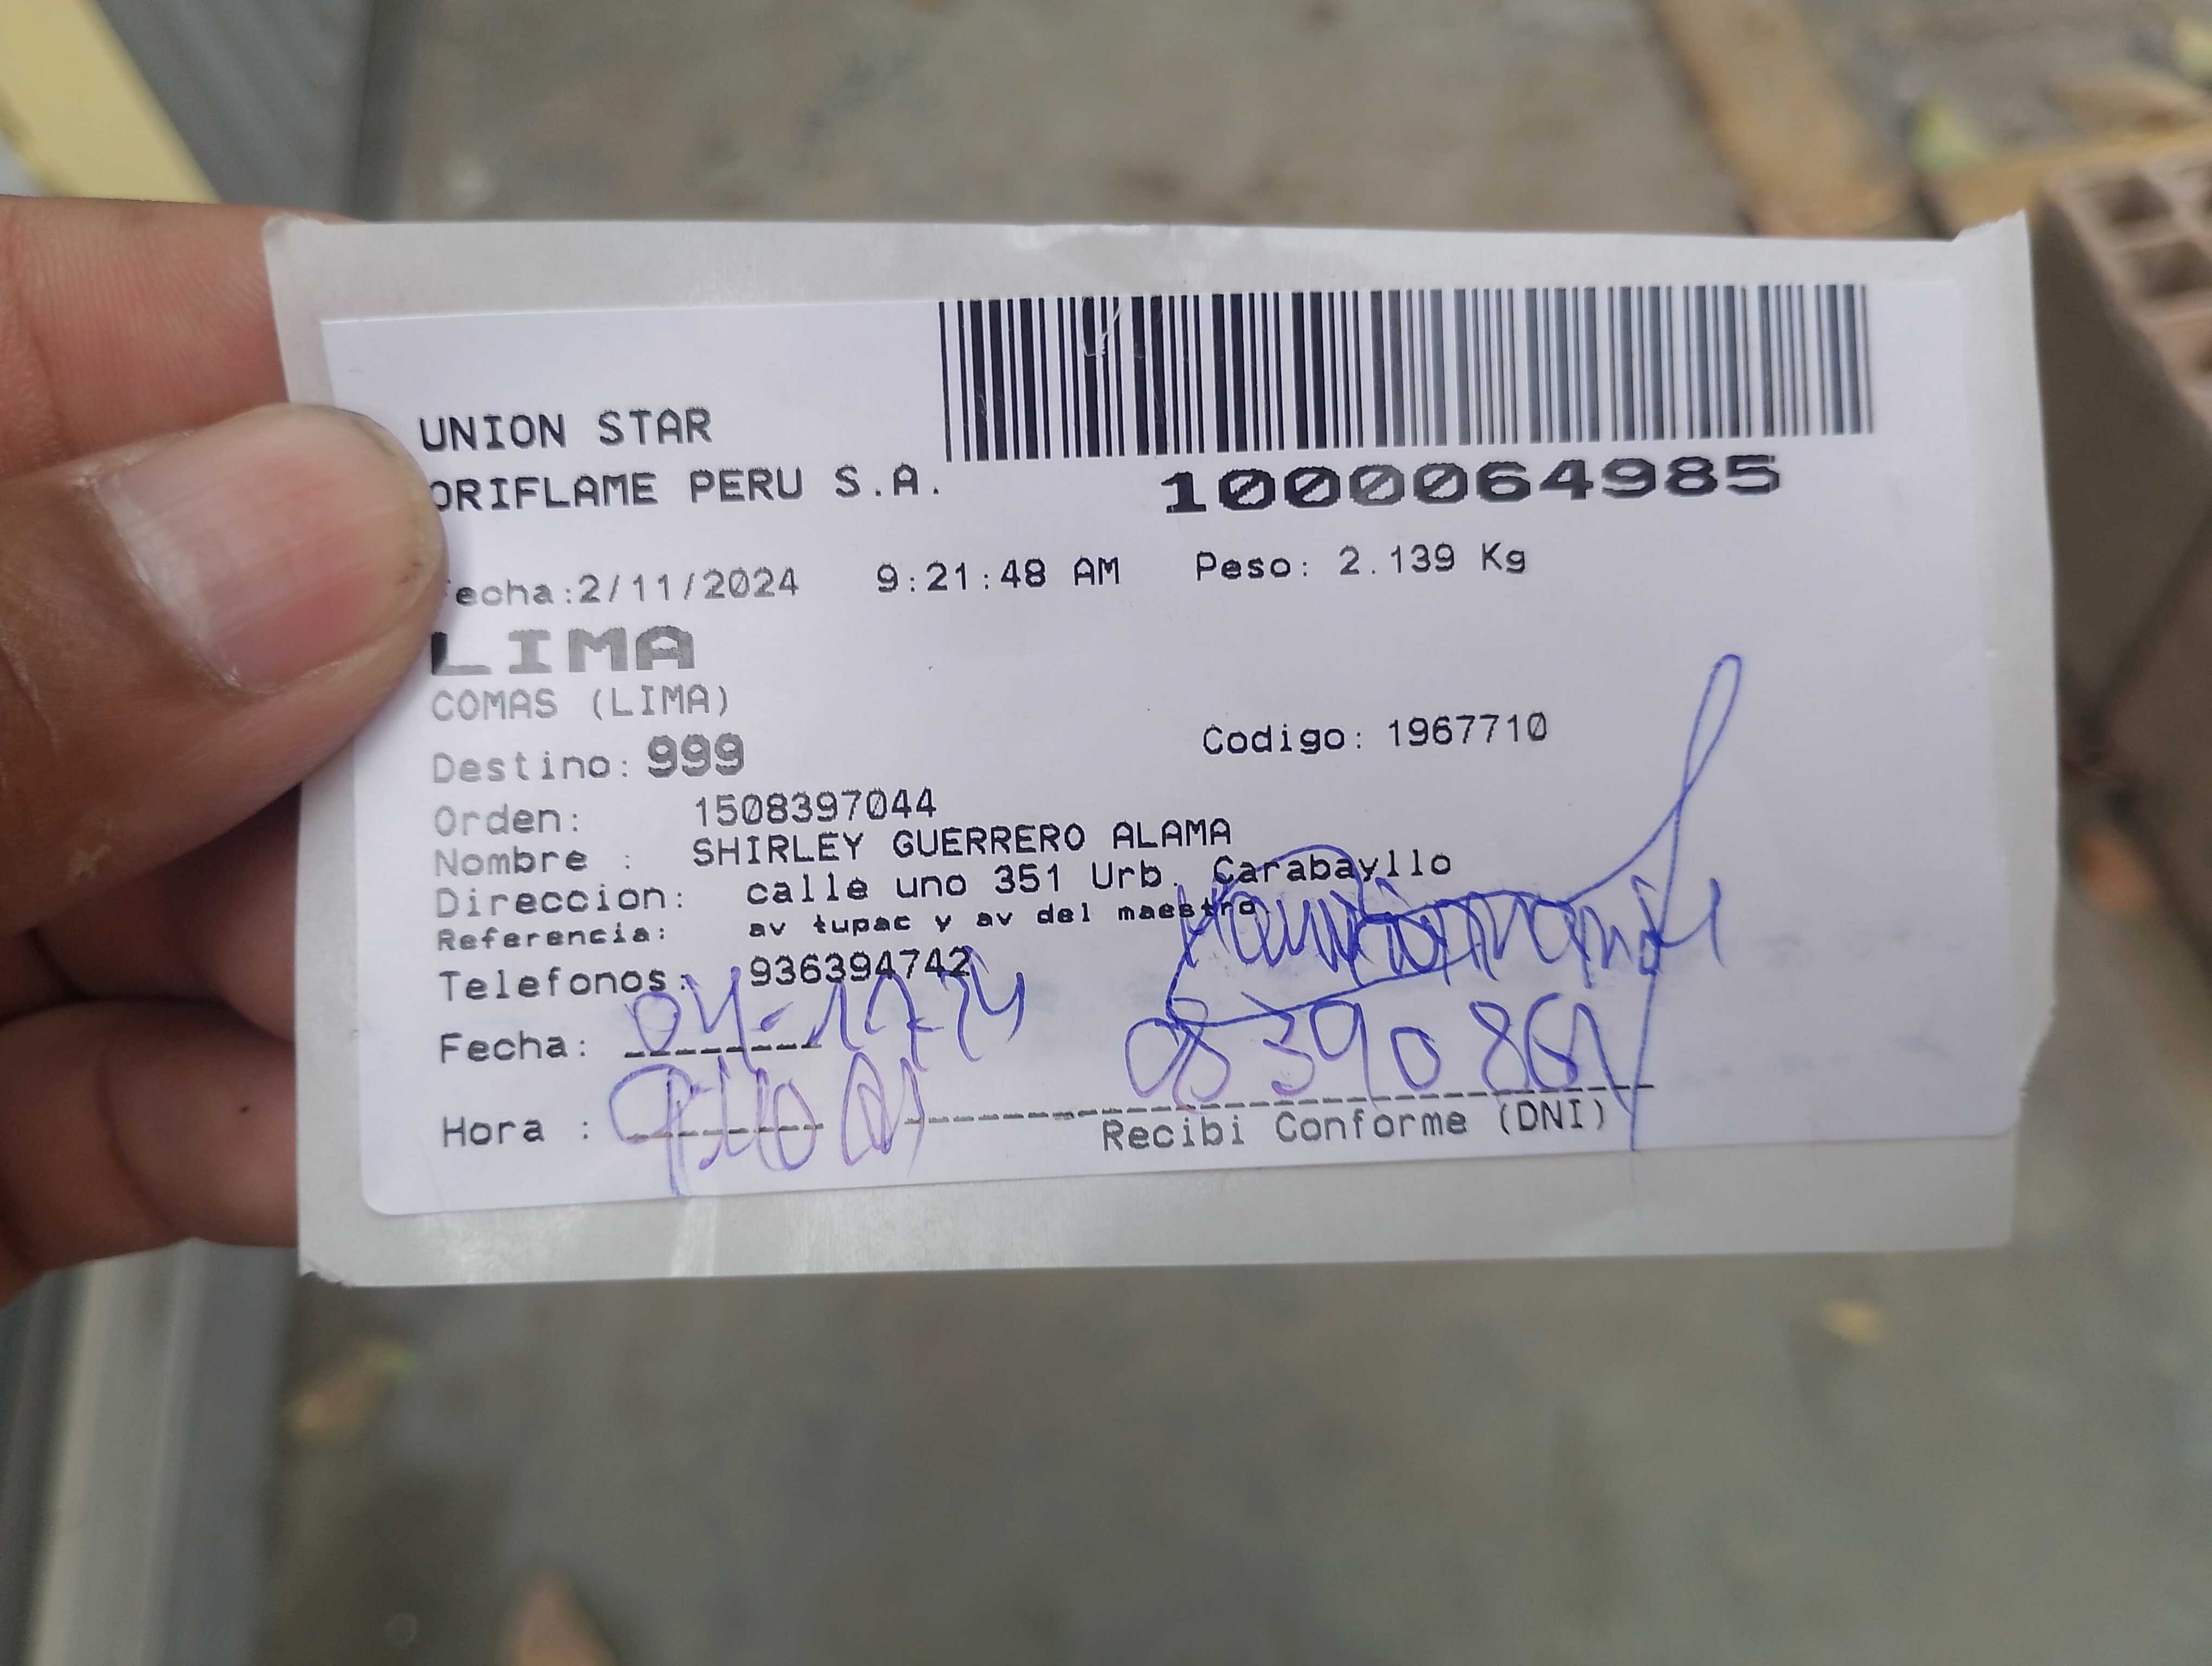 UNION STAR
ORIFLAME PERU S.A.
1000064985
Fecha:2/11/2024 9:21:48 AM Peso: 2.139 Kg
LIMA
COMAS (LIMA)
Destino: 999 Codigo: 1967710
Orden: 1508397044
Nombre : SHIRLEY GUERRERO ALAMA
Direccion: calle uno 351 Urb. Carabayllo
Referencia: av tupac y av del maestro
Telefonos: 936394742
Fecha:
Hora :
Recibi Conforme (DNI)